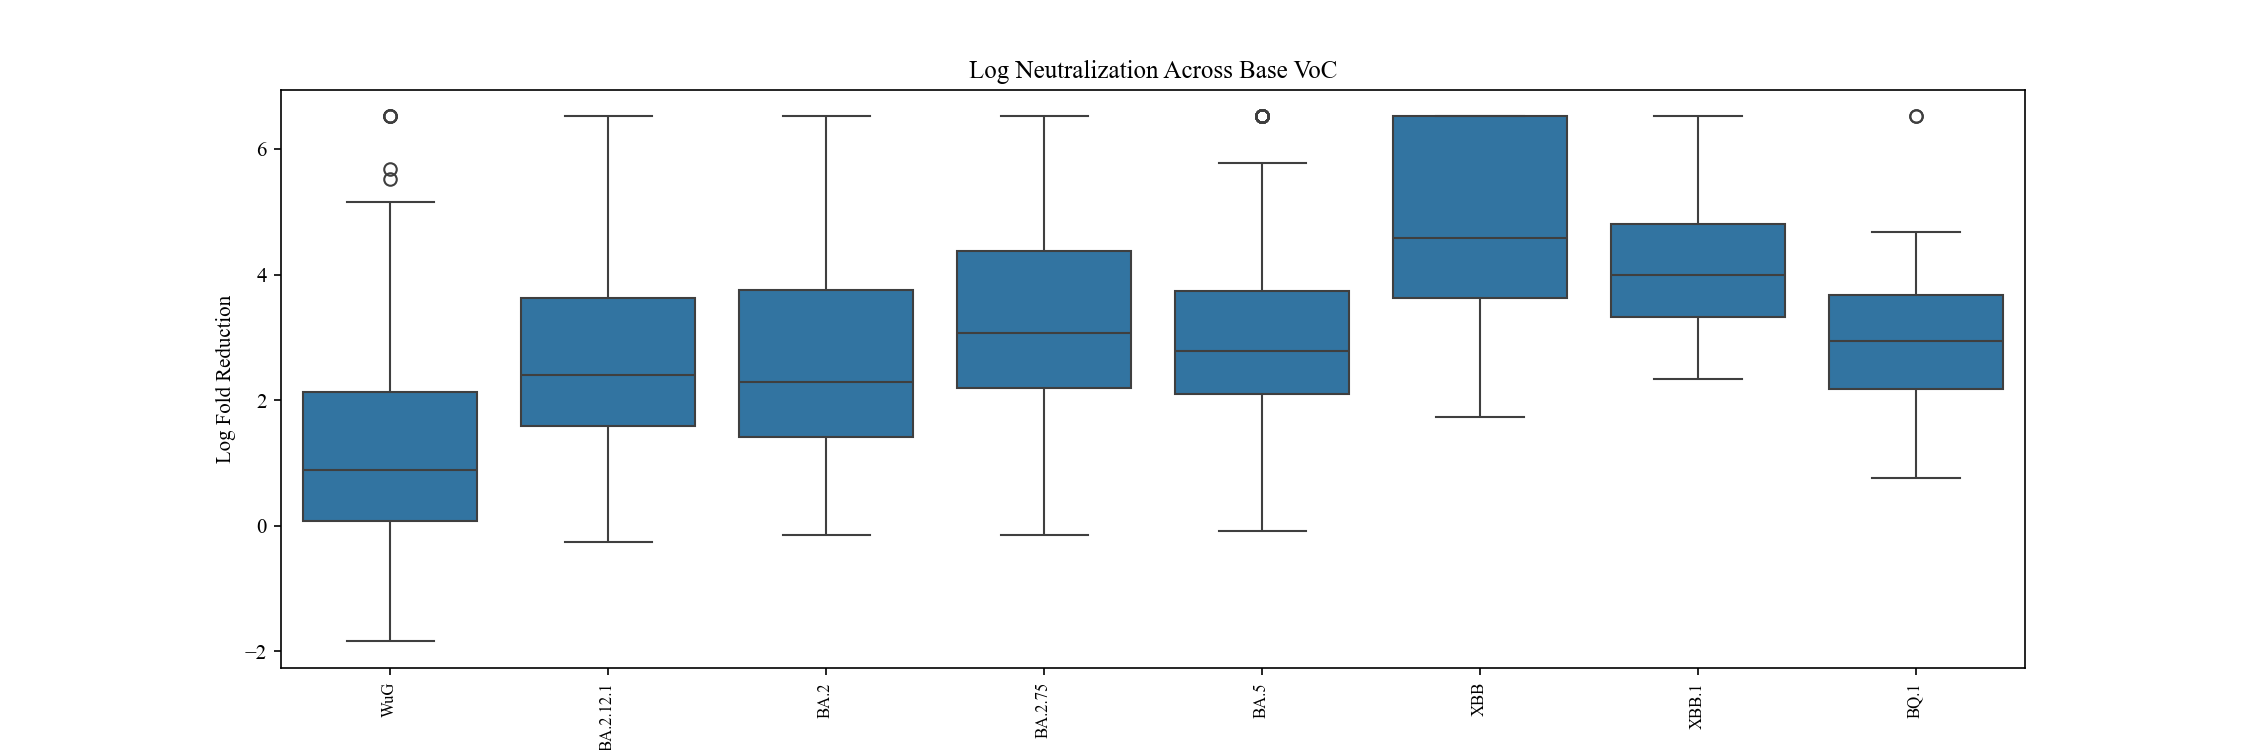 Log Neutralization Across Base VoC
Log Fold Reduction
6
4
2
0
−2
WuG
BA.2.12.1
BA.2
BA.2.75
BA.5
XBB
XBB.1
BQ.1